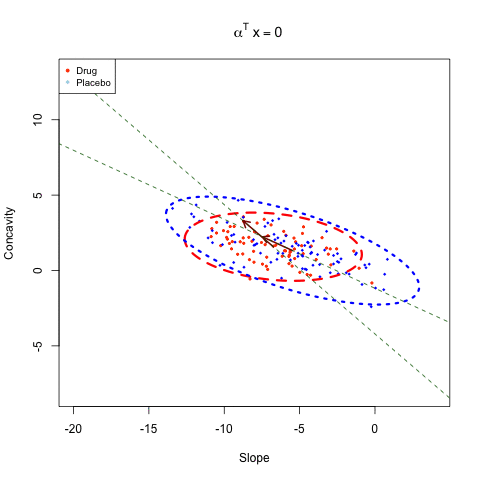 α^T x = 0
Drug
Placebo
10
5
0
-5
Concavity
-20 -15 -10 -5 0
Slope